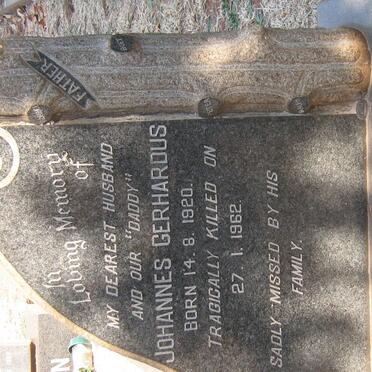 FATHER
In
Loving Memory
of
MY DEAREST HUSBAND
AND OUR "DADDY"
JOHANNES GERHARDUS
BORN 14. 8. 1920.
TRAGICALLY KILLED ON
27. 1. 1962.
SADLY MISSED BY HIS
FAMILY.
N